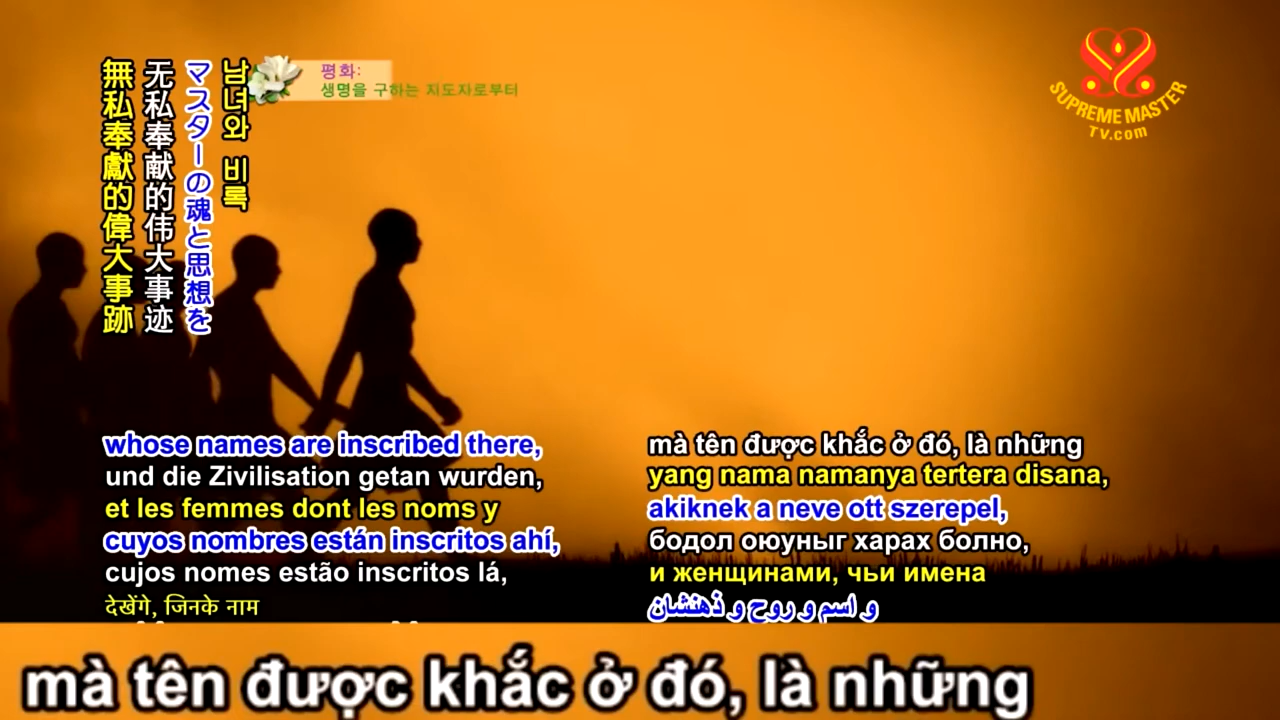 평화:
생명을 구하는 지도자로부터
SUPREME MASTER
TV.com
남녀와 비록
マスターの魂と思想を
无私奉献的伟大事迹
無私奉獻的偉大事跡
whose names are inscribed there,
und die Zivilisation getan wurden,
et les femmes dont les noms y
cuyos nombres están inscritos ahí,
cujos nomes estão inscritos lá,
देखेंगे, जिनके नाम
mà tên được khắc ở đó, là những
yang nama namanya tertera disana,
akiknek a neve ott szerepel,
бодол оюуныг харах болно,
и женщинами, чьи имена
و اسم و روح و ذهنشان
mà tên được khắc ở đó, là những